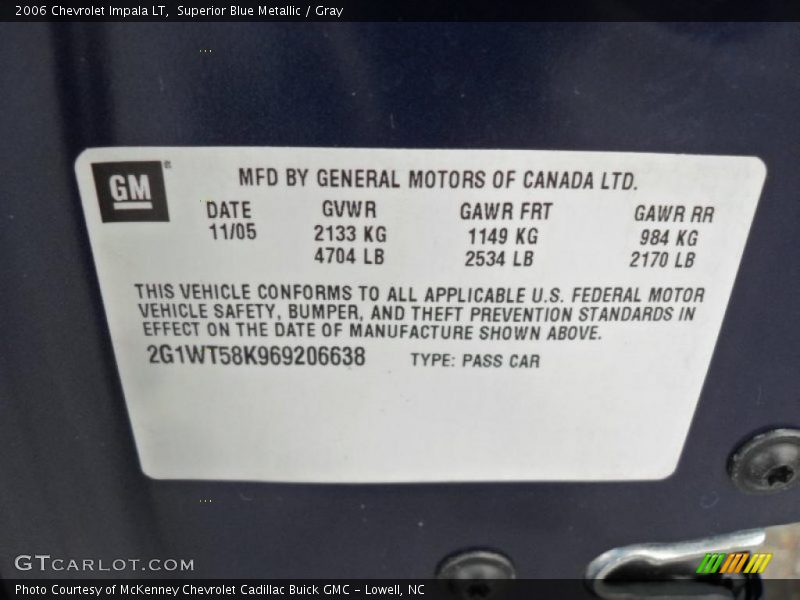 2006 Chevrolet Impala LT,  Superior Blue Metallic / Gray
GM®
MFD BY GENERAL MOTORS OF CANADA LTD.
DATE GVWR GAWR FRT GAWR RR
11/05 2133 KG 1149 KG 984 KG
4704 LB 2534 LB 2170 LB
THIS VEHICLE CONFORMS TO ALL APPLICABLE U.S. FEDERAL MOTOR
VEHICLE SAFETY, BUMPER, AND THEFT PREVENTION STANDARDS IN
EFFECT ON THE DATE OF MANUFACTURE SHOWN ABOVE.
2G1WT58K969206638 TYPE: PASS CAR
GTCARLOT.COM
Photo Courtesy of McKenney Chevrolet Cadillac Buick GMC – Lowell, NC